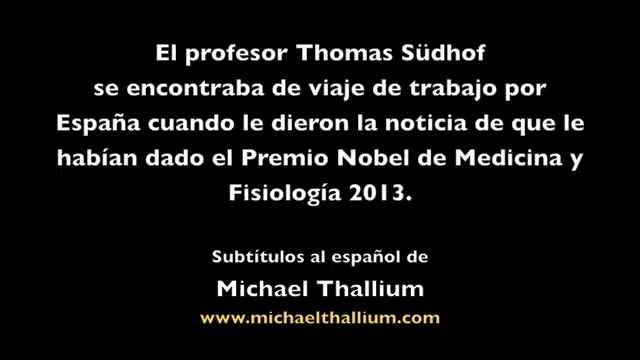 El profesor Thomas Südhof
se encontraba de viaje de trabajo por
España cuando le dieron la noticia de que le
habían dado el Premio Nobel de Medicina y
Fisiología 2013.
Subtítulos al español de
Michael Thallium
www.michaelthallium.com